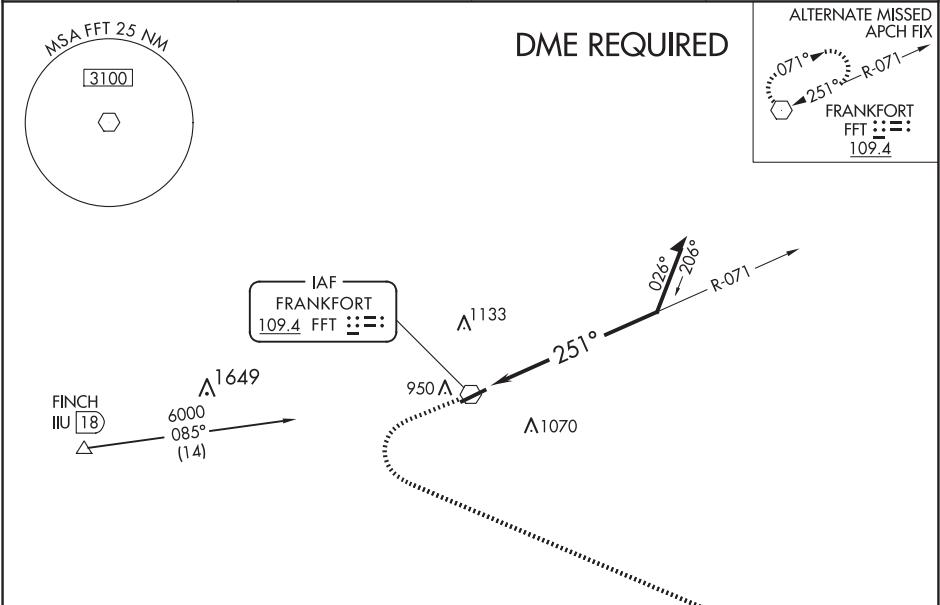 MSA FFT 25 NM
3100
DME REQUIRED
ALTERNATE MISSED
APCH FIX
071°
251°
R-071
FRANKFORT
FFT
109.4
IAF
FRANKFORT
109.4 FFT
1133
026°
206°
R-071
251°
950
1649
1070
FINCH
IIU 18
6000
085°
(14)